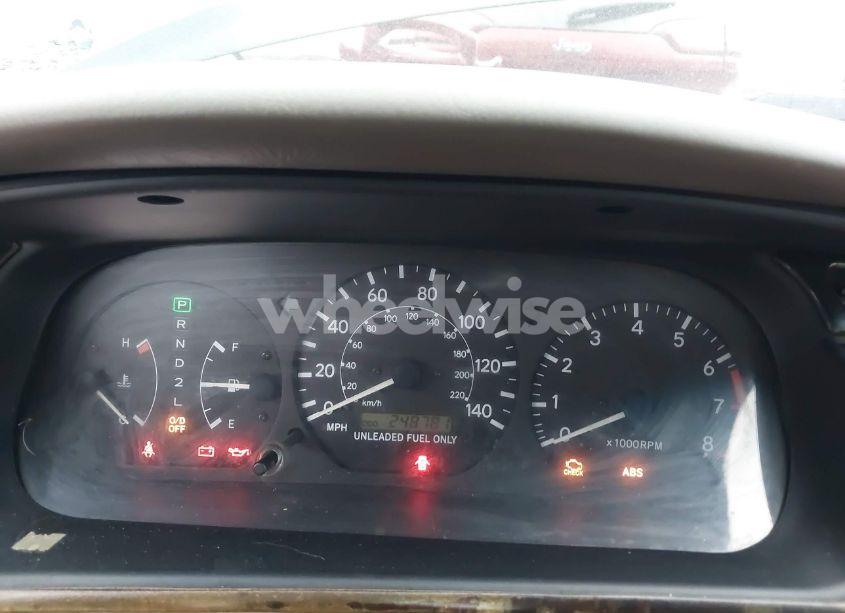 Jeep
wheelwise
P
R
N
D
2
L
O/D
OFF
H
C
F
E
0
20
40
60
80
100
120
140
20
40
60
80
100
120
140
160
180
200
220
km/h
MPH
ODO
248781
UNLEADED FUEL ONLY
0
1
2
3
4
5
6
7
8
x1000RPM
CHECK
ABS